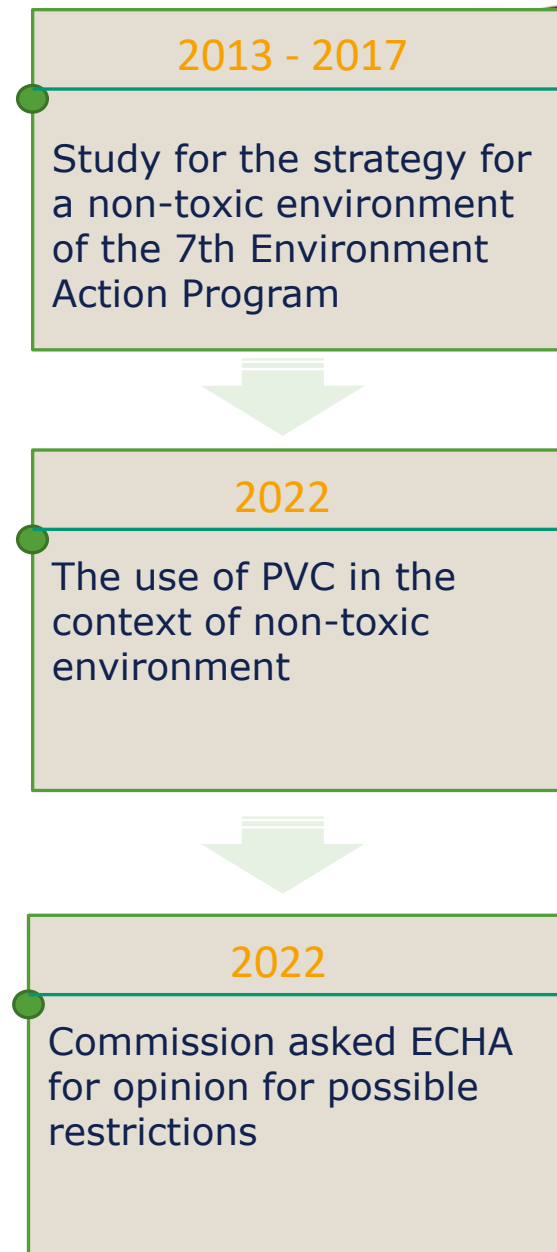 2013 - 2017
Study for the strategy for
a non-toxic environment
of the 7th Environment
Action Program
2022
The use of PVC in the
context of non-toxic
environment
2022
Commission asked ECHA
for opinion for possible
restrictions